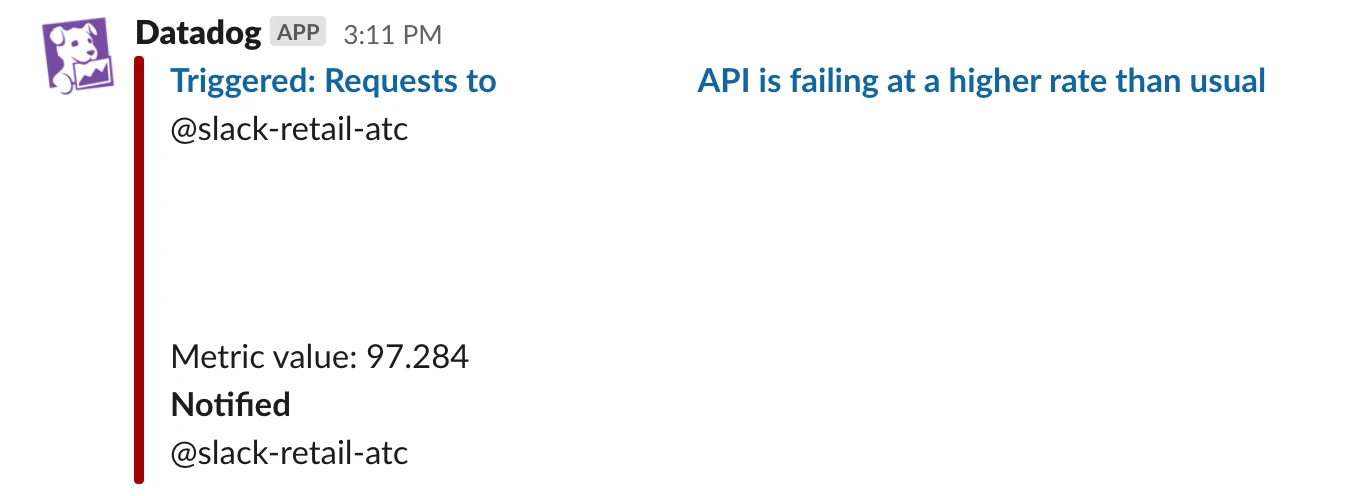 Datadog APP 3:11 PM
Triggered: Requests to API is failing at a higher rate than usual
@slack-retail-atc
Metric value: 97.284
Notified
@slack-retail-atc